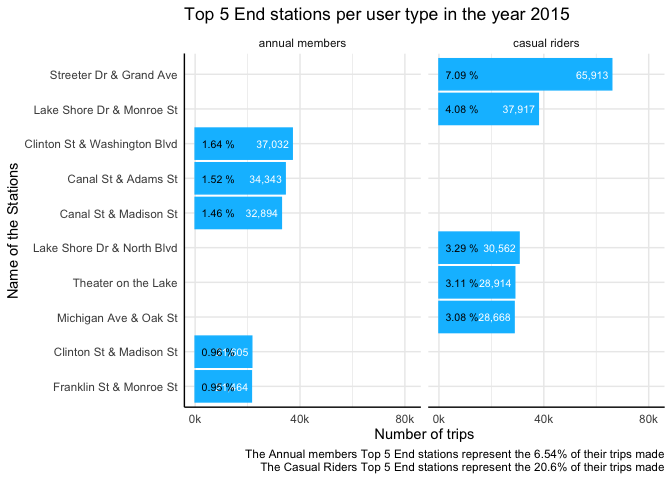 Top 5 End stations per user type in the year 2015
annual members
casual riders
Streeter Dr & Grand Ave
7.09 %
65,913
Lake Shore Dr & Monroe St
4.08 %
37,917
Clinton St & Washington Blvd
1.64 %
37,032
Canal St & Adams St
1.52 %
34,343
Canal St & Madison St
1.46 %
32,894
Lake Shore Dr & North Blvd
3.29 %
30,562
Theater on the Lake
3.11 %
28,914
Michigan Ave & Oak St
3.08 %
28,668
Clinton St & Madison St
0.96 %
Franklin St & Monroe St
0.95 %
0k
40k
80k
0k
40k
80k
Name of the Stations
Number of trips
The Annual members Top 5 End stations represent the 6.54% of their trips made
The Casual Riders Top 5 End stations represent the 20.6% of their trips made